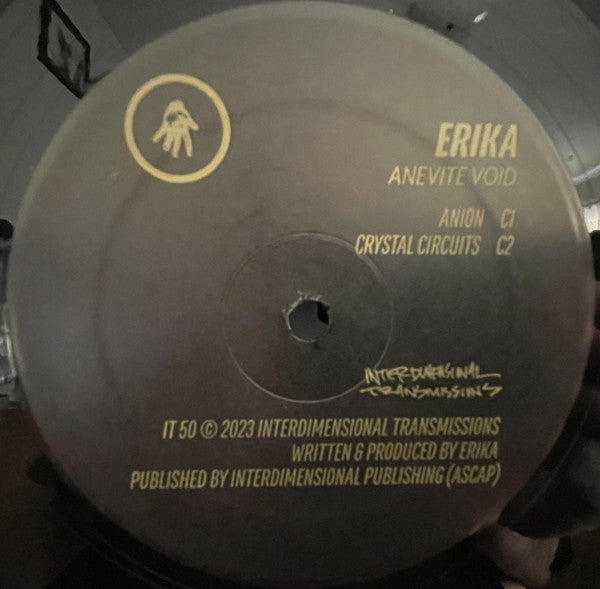 ERIKA
ANEVITE VOID
ANION C1
CRYSTAL CIRCUITS C2
INTERDIMENSIONAL
TRANSMISSIONS
IT 50 © 2023 INTERDIMENSIONAL TRANSMISSIONS
WRITTEN & PRODUCED BY ERIKA
PUBLISHED BY INTERDIMENSIONAL PUBLISHING (ASCAP)